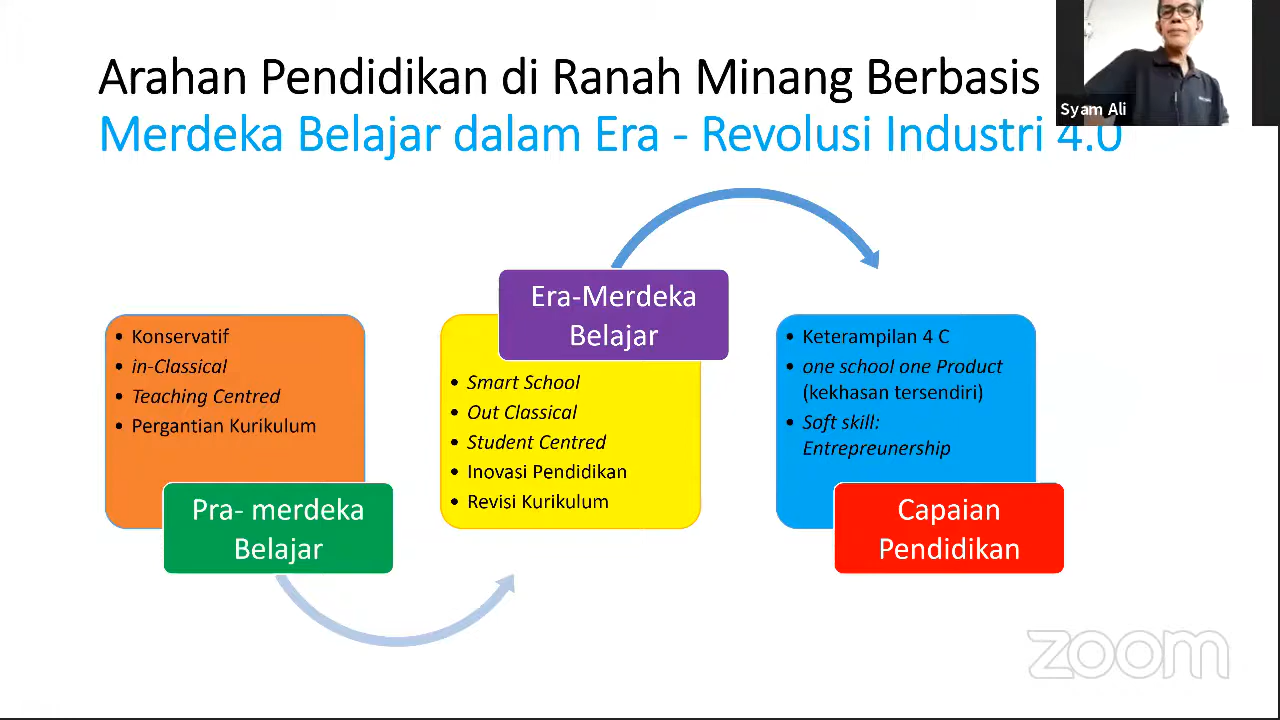 Arahan Pendidikan di Ranah Minang Berbasis
Merdeka Belajar dalam Era - Revolusi Industri 4.0
Syam Ali
• Konservatif
• in-Classical
• Teaching Centred
• Pergantian Kurikulum
Pra- merdeka
Belajar
Era-Merdeka
Belajar
• Smart School
• Out Classical
• Student Centred
• Inovasi Pendidikan
• Revisi Kurikulum
• Keterampilan 4 C
• one school one Product
(kekhasan tersendiri)
• Soft skill:
Entrepreunership
Capaian
Pendidikan
zoom